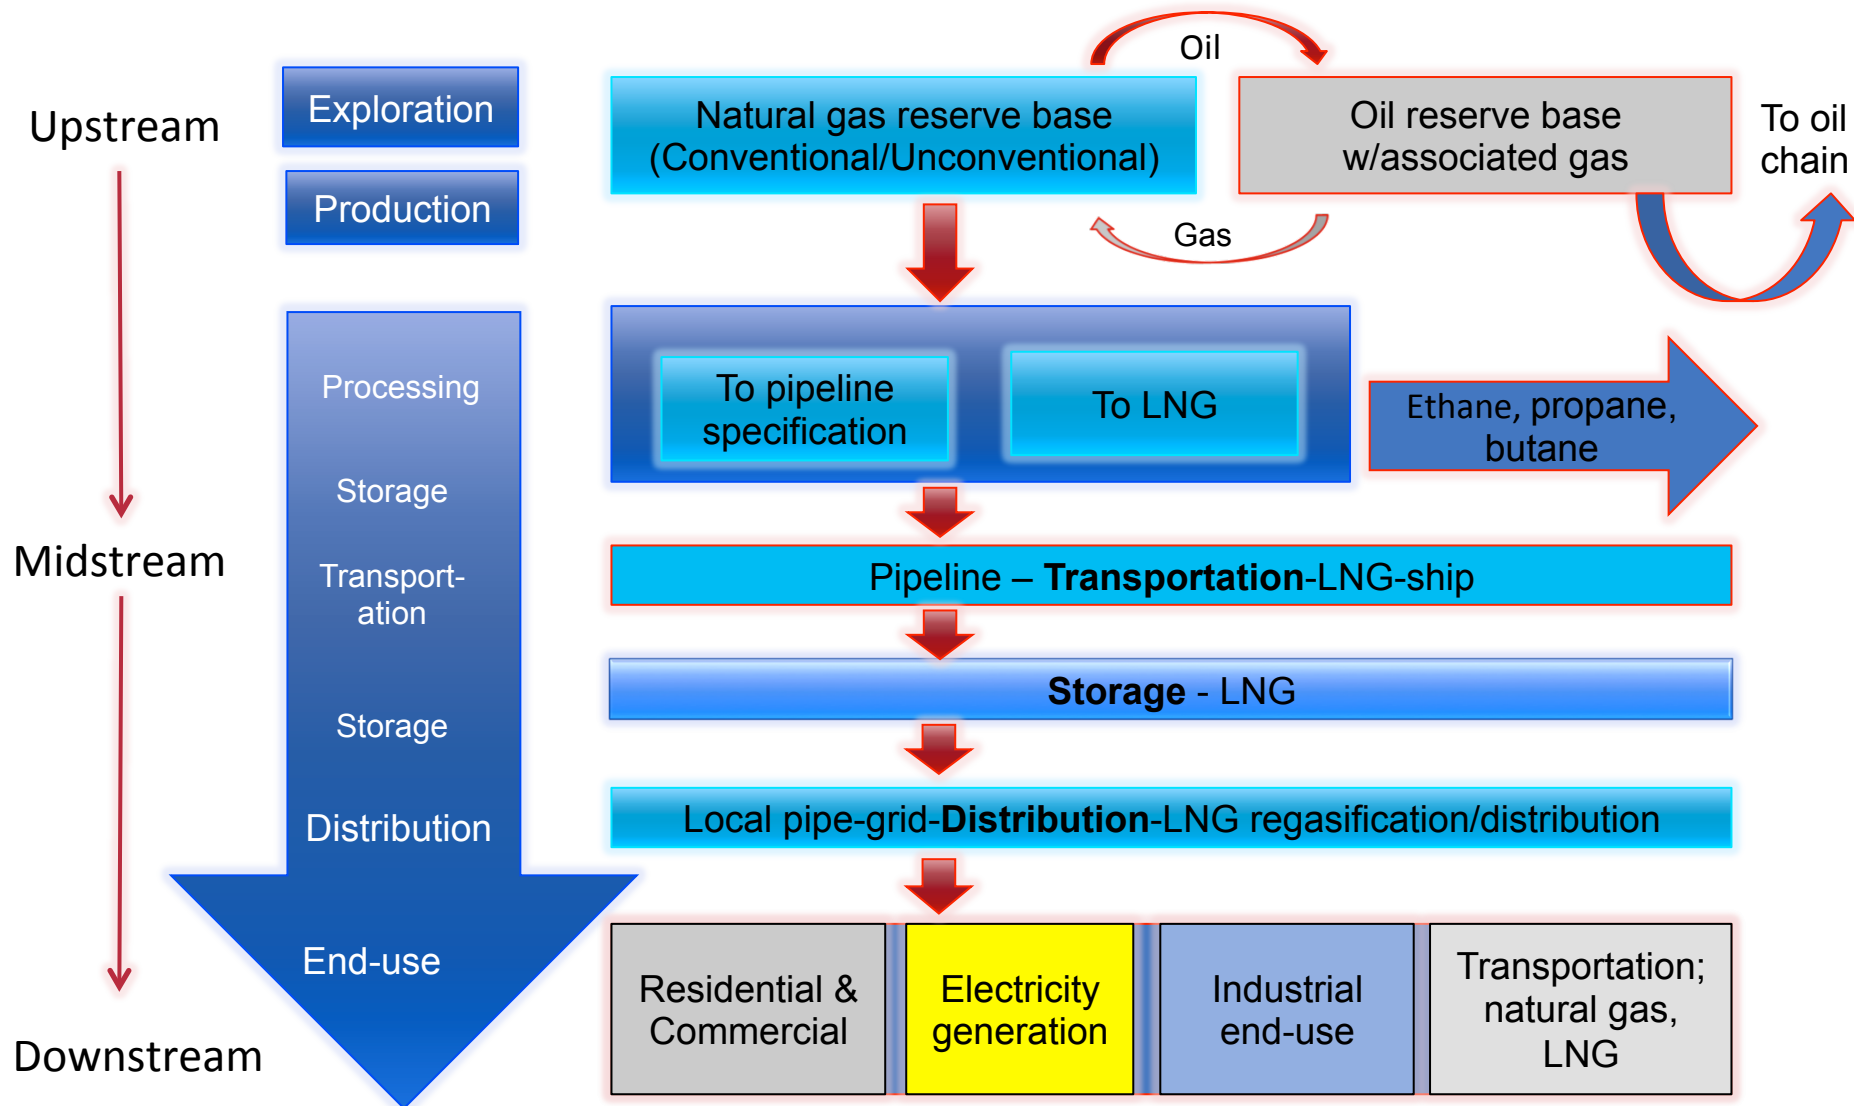 Upstream
Midstream
Downstream
Exploration
Production
Processing
Storage
Transport-
ation
Storage
Distribution
End-use
Oil
Natural gas reserve base
(Conventional/Unconventional)
Oil reserve base
w/associated gas
To oil
chain
Gas
To pipeline
specification
To LNG
Ethane, propane,
butane
Pipeline – Transportation-LNG-ship
Storage - LNG
Local pipe-grid-Distribution-LNG regasification/distribution
Residential &
Commercial
Electricity
generation
Industrial
end-use
Transportation;
natural gas,
LNG